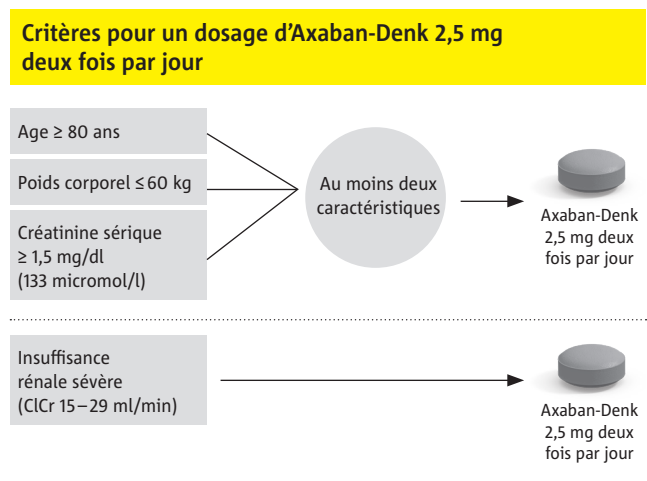 Critères pour un dosage d’Axaban-Denk 2,5 mg
deux fois par jour
Age ≥ 80 ans
Poids corporel ≤ 60 kg
Créatinine sérique
≥ 1,5 mg/dl
(133 micromol/l)
Au moins deux
caractéristiques
Axaban-Denk
2,5 mg deux
fois par jour
Insuffisance
rénale sévère
(ClCr 15–29 ml/min)
Axaban-Denk
2,5 mg deux
fois par jour